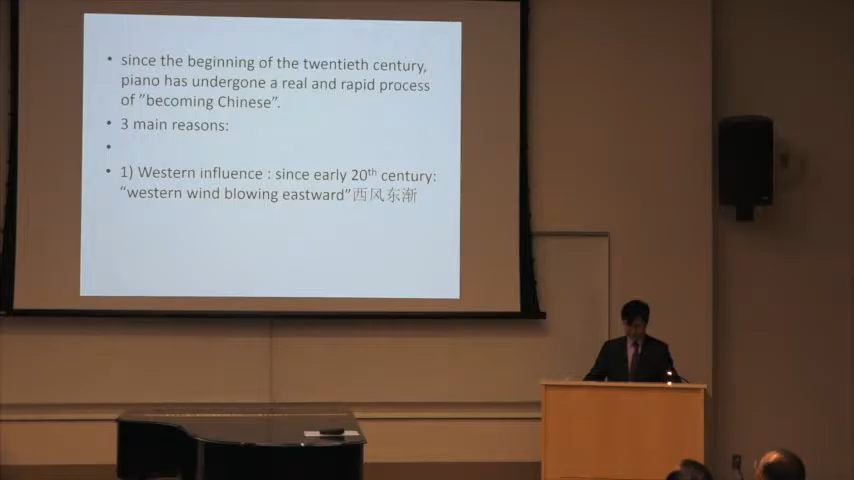 • since the beginning of the twentieth century,
piano has undergone a real and rapid process
of ”becoming Chinese”.
• 3 main reasons:
•
• 1) Western influence : since early 20th century:
“western wind blowing eastward”西风东渐